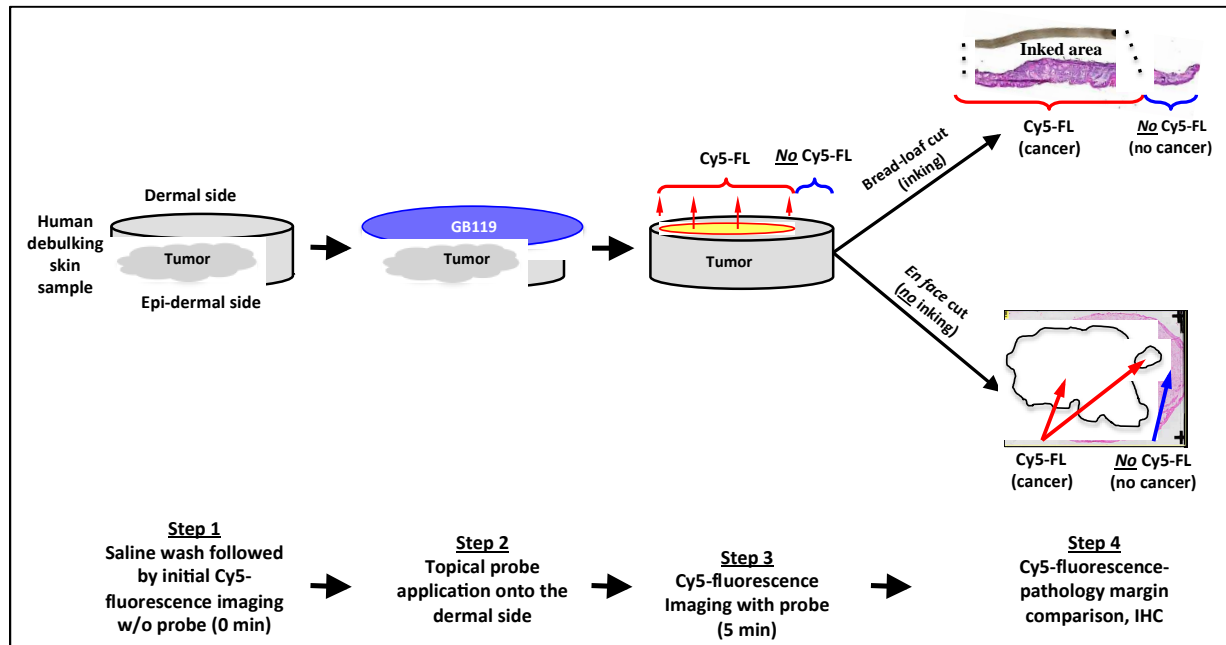 Dermal side
Human
debulking
skin
sample
Tumor
Epi-dermal side
GB119
Tumor
Cy5-FL
No Cy5-FL
Tumor
Bread-loaf cut
(inking)
En face cut
(no inking)
Inked area
Cy5-FL
(cancer)
No Cy5-FL
(no cancer)
Cy5-FL
(cancer)
No Cy5-FL
(no cancer)
Step 1
Saline wash followed
by initial Cy5-
fluorescence imaging
w/o probe (0 min)
Step 2
Topical probe
application onto the
dermal side
Step 3
Cy5-fluorescence
Imaging with probe
(5 min)
Step 4
Cy5-fluorescence-
pathology margin
comparison, IHC